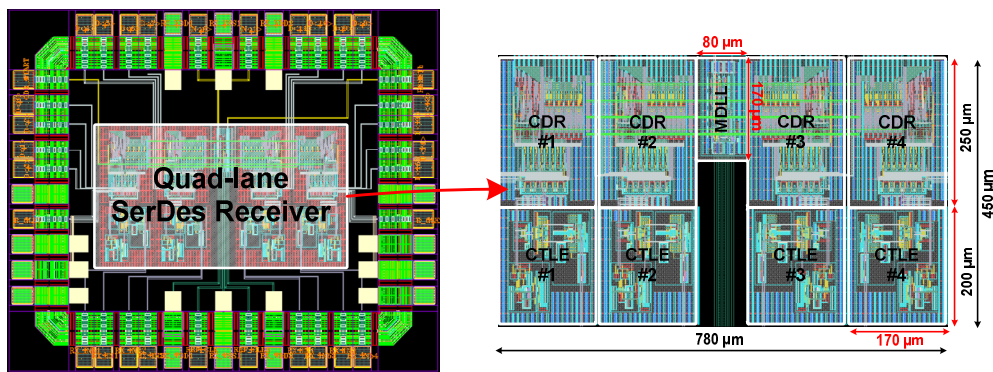 Quad-lane
SerDes Receiver
80 µm
170 µm
MDLL
CDR
#1
CDR
#2
CDR
#3
CDR
#4
CTLE
#1
CTLE
#2
CTLE
#3
CTLE
#4
250 µm
450 µm
200 µm
780 µm
170 µm